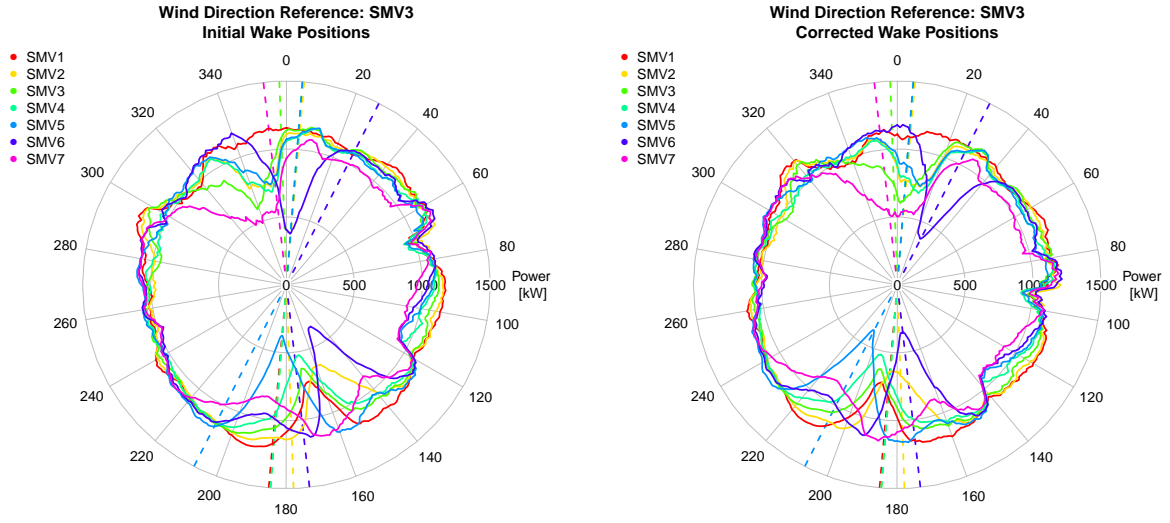 Wind Direction Reference: SMV3
Initial Wake Positions
SMV1
SMV2
SMV3
SMV4
SMV5
SMV6
SMV7
0
20
40
60
80
100
120
140
160
180
200
220
240
260
280
300
320
340
0
500
1000
1500
Power
[kW]
Wind Direction Reference: SMV3
Corrected Wake Positions
SMV1
SMV2
SMV3
SMV4
SMV5
SMV6
SMV7
0
20
40
60
80
100
120
140
160
180
200
220
240
260
280
300
320
340
0
500
1000
1500
Power
[kW]